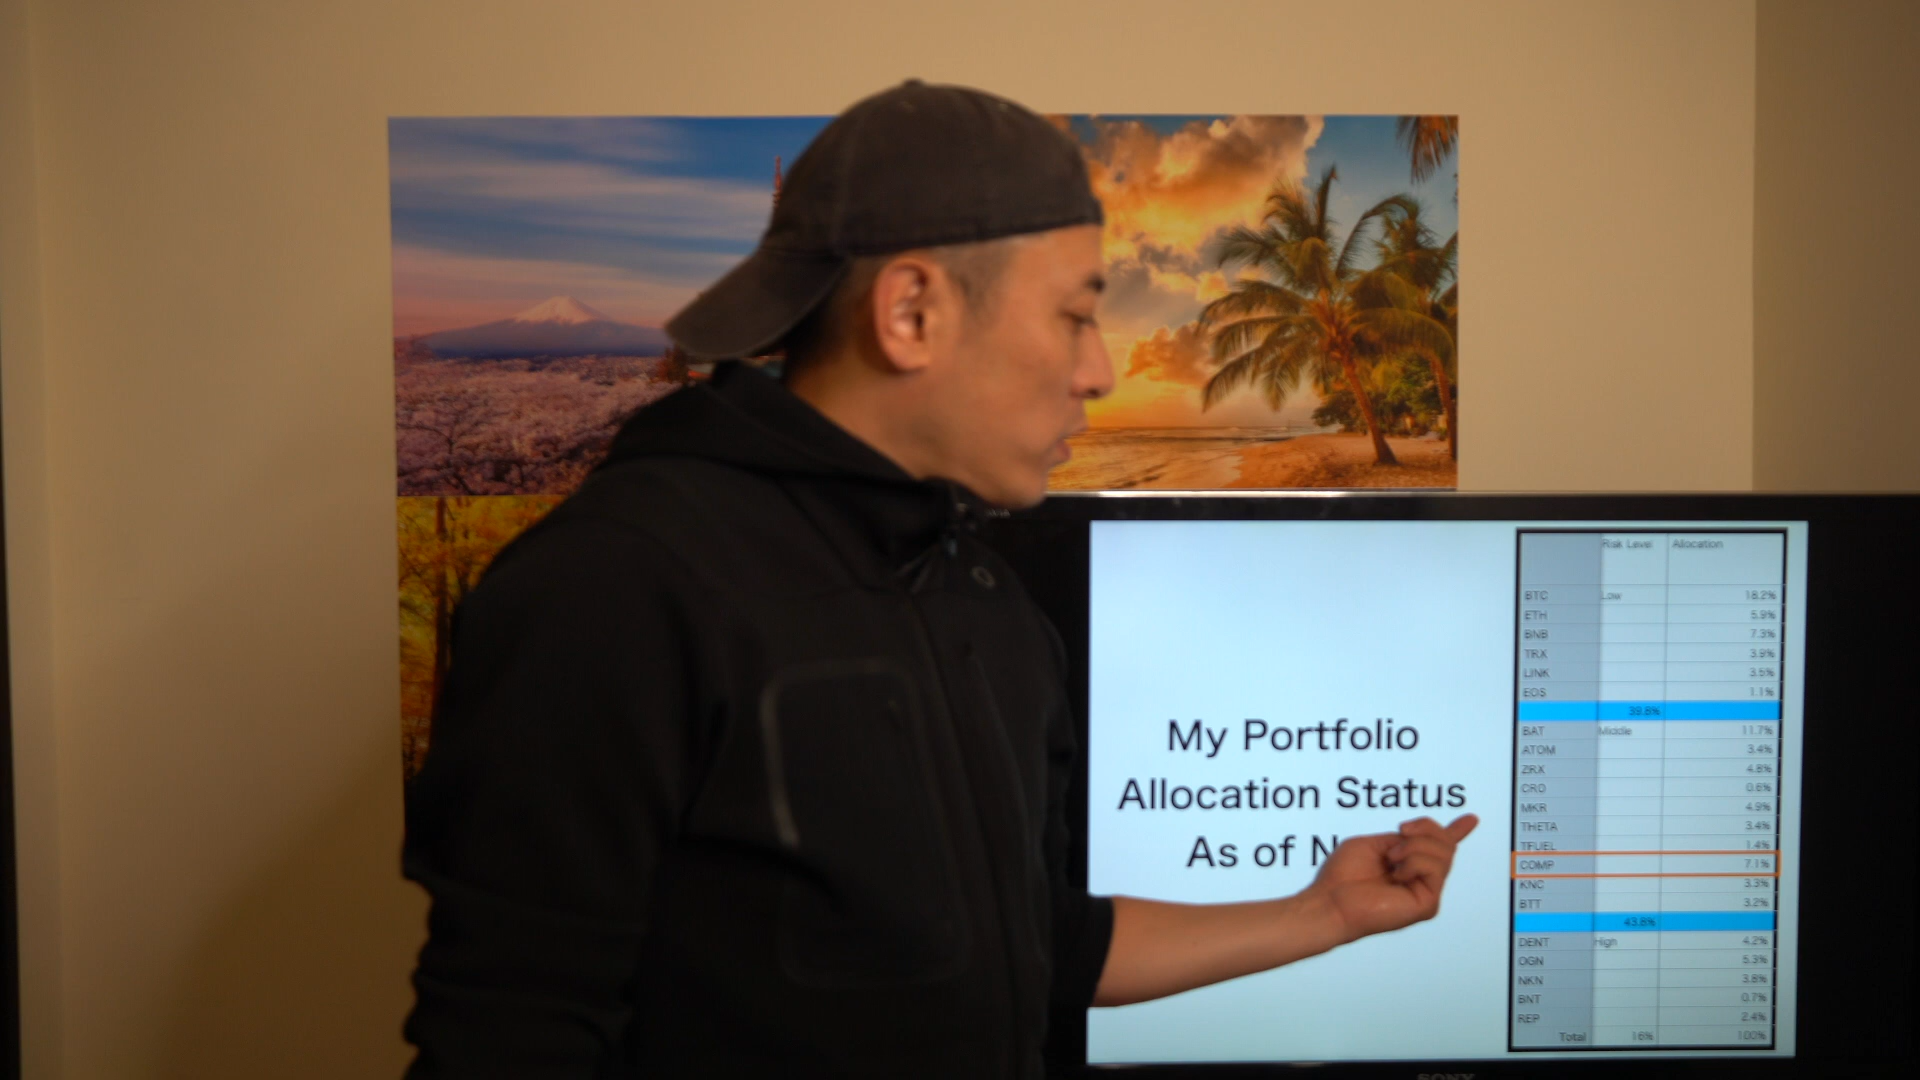 My Portfolio
Allocation Status
As of N
Risk Level Allocation
BTC Low 18.2%
ETH 5.9%
BNB 7.3%
TRX 3.9%
LINK 3.5%
EOS 1.1%
39.8%
BAT Middle 11.7%
ATOM 3.4%
ZRX 4.8%
CRO 0.6%
MKR 4.9%
THETA 3.4%
TFUEL 1.4%
COMP 7.1%
KNC 3.3%
BTT 3.2%
43.8%
DENT High 4.2%
OGN 5.3%
NKN 3.8%
BNT 0.7%
REP 2.4%
Total 16% 100%
SONY